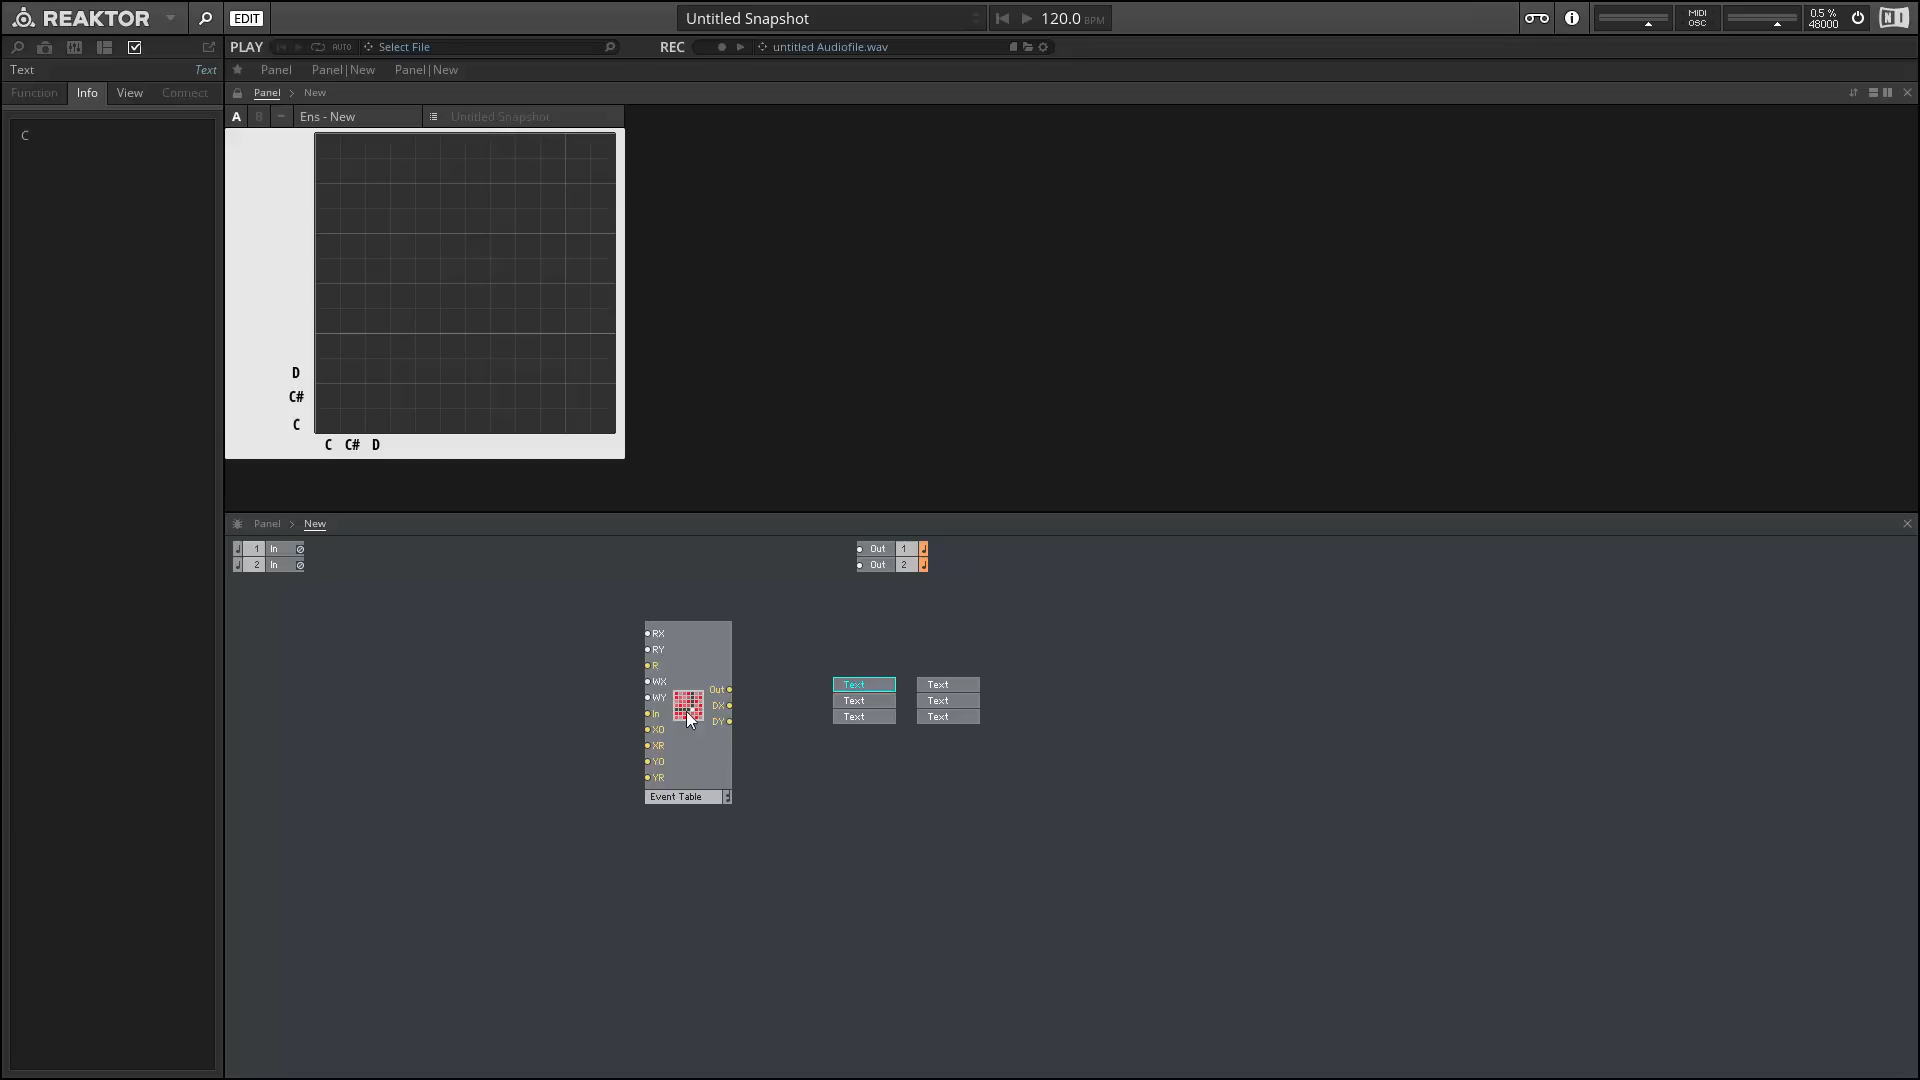 REAKTOR EDIT Untitled Snapshot 120.0 BPM MIDI OSC 0.5 % 48000
PLAY AUTO Select File REC untitled Audiofile.wav
Text Text Panel Panel|New Panel|New
Function Info View Connect Panel > New
A B Ens - New Untitled Snapshot
C
D
C#
C
C C# D
Panel > New
1 In Out 1
2 In Out 2
RX
RY
R
WX
WY Out
In DX
XO DY
XR
YO
YR
Event Table
Text Text
Text Text
Text Text